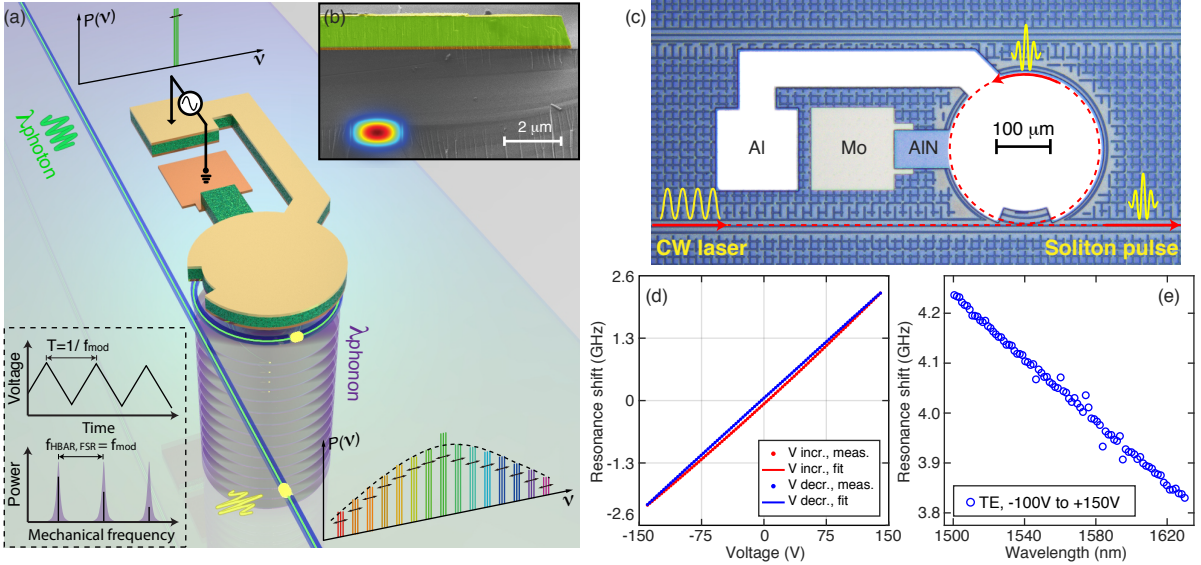 (a)
P(ν)
ν
λphoton
λphonon
T=1/ fmod
Voltage
Time
fHBAR, FSR = fmod
Power
Mechanical frequency
P(ν)
ν
(b)
2 μm
(c)
Al
Mo
AlN
100 μm
CW laser
Soliton pulse
(d)
Resonance shift (GHz)
2.6
1.3
0
-1.3
-2.6
-150
-75
0
75
150
Voltage (V)
V incr., meas.
V incr., fit
V decr., meas.
V decr., fit
(e)
Resonance shift (GHz)
4.2
4.1
4.0
3.9
3.8
1500
1540
1580
1620
Wavelength (nm)
TE, -100V to +150V